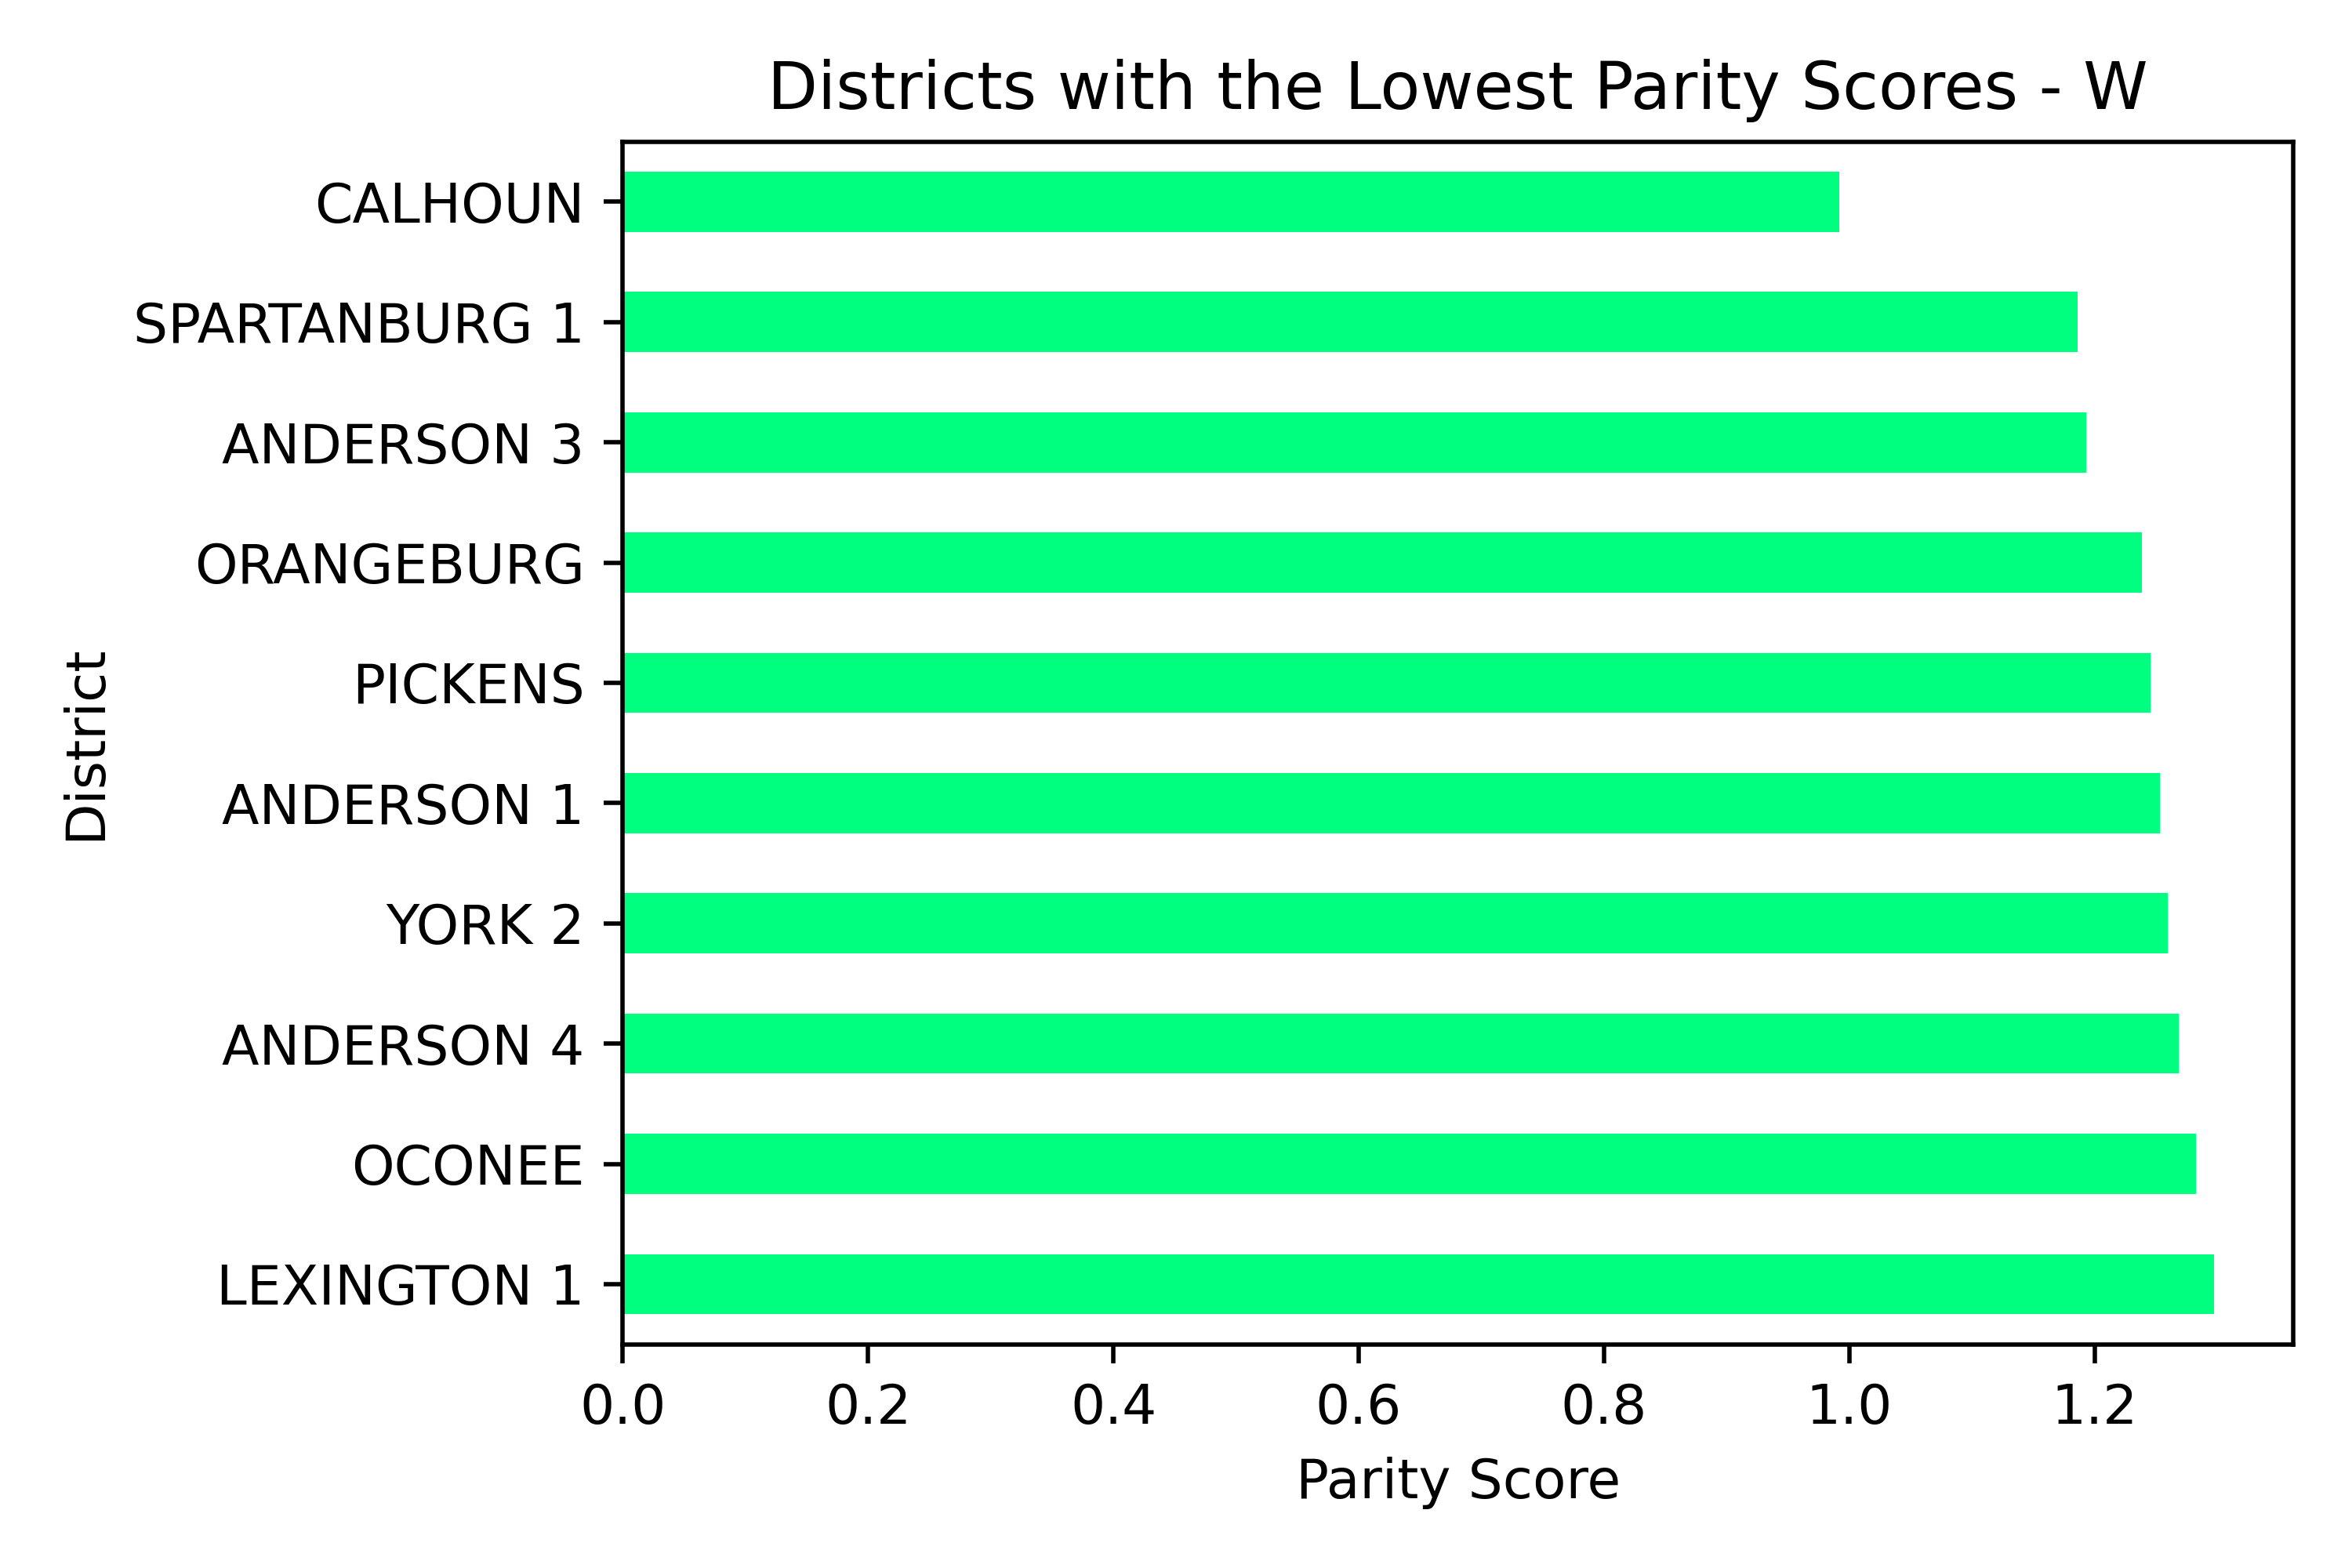 Districts with the Lowest Parity Scores - W
CALHOUN
SPARTANBURG 1
ANDERSON 3
ORANGEBURG
PICKENS
ANDERSON 1
YORK 2
ANDERSON 4
OCONEE
LEXINGTON 1
District
0.0 0.2 0.4 0.6 0.8 1.0 1.2
Parity Score